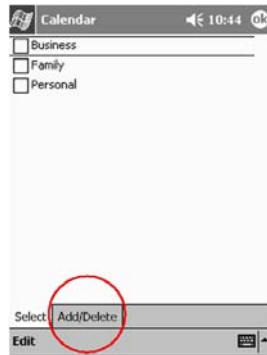 Calendar 10:44 ok
Business
Family
Personal
Select Add/Delete
Edit